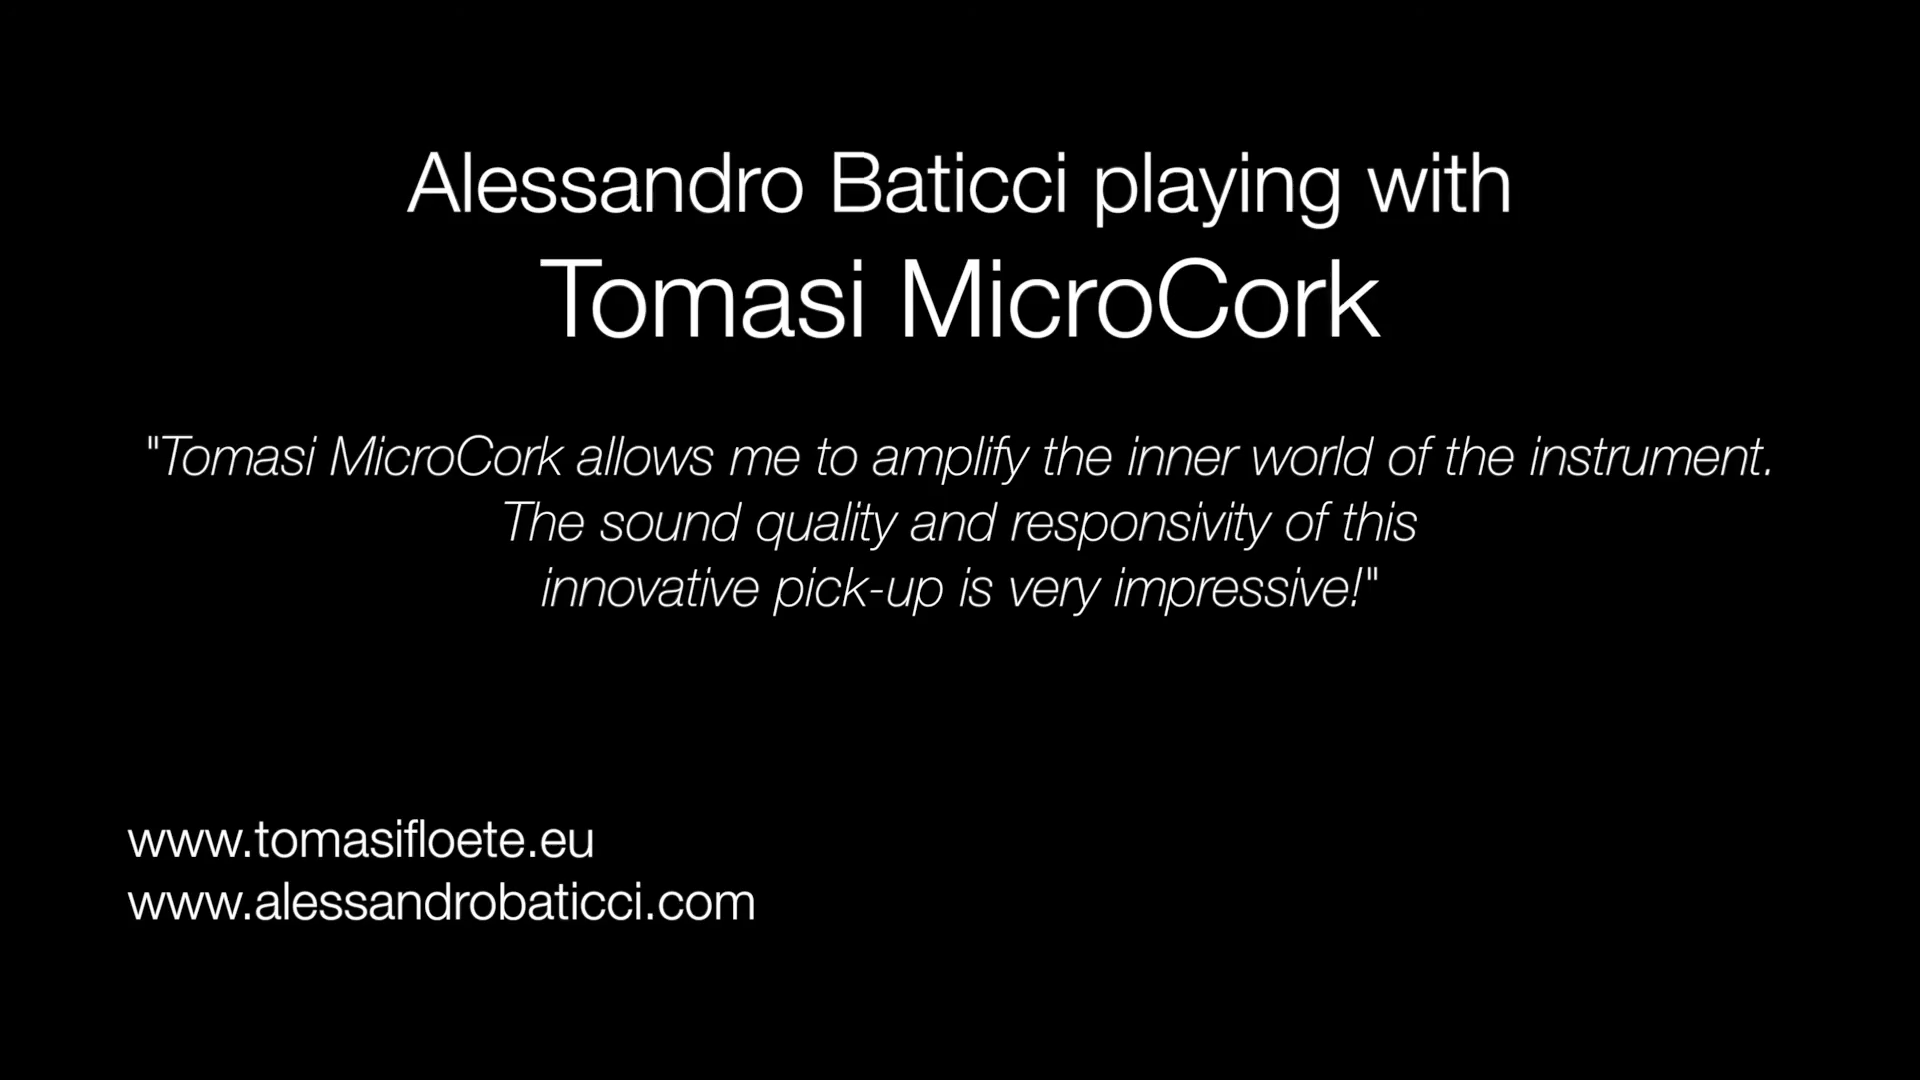 Alessandro Baticci playing with
Tomasi MicroCork
"Tomasi MicroCork allows me to amplify the inner world of the instrument.
The sound quality and responsivity of this
innovative pick-up is very impressive!"
www.tomasifloete.eu
www.alessandrobaticci.com